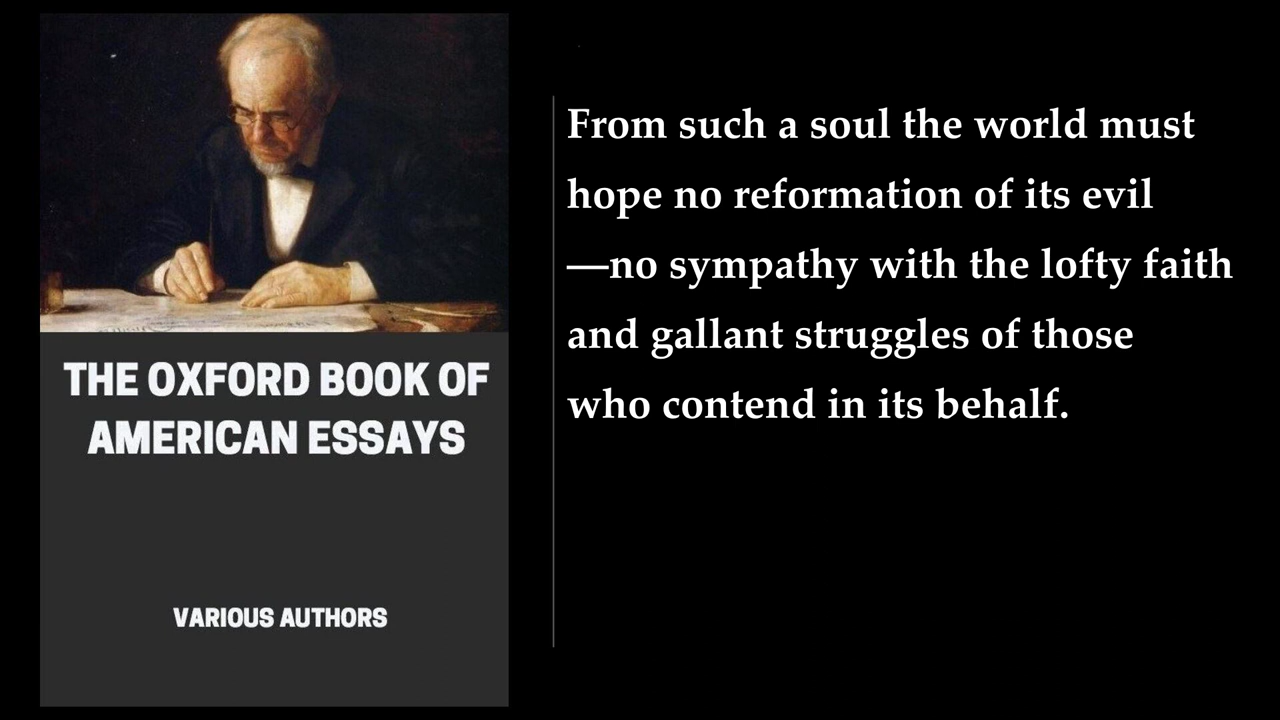 THE OXFORD BOOK OF
AMERICAN ESSAYS
VARIOUS AUTHORS
From such a soul the world must
hope no reformation of its evil
—no sympathy with the lofty faith
and gallant struggles of those
who contend in its behalf.